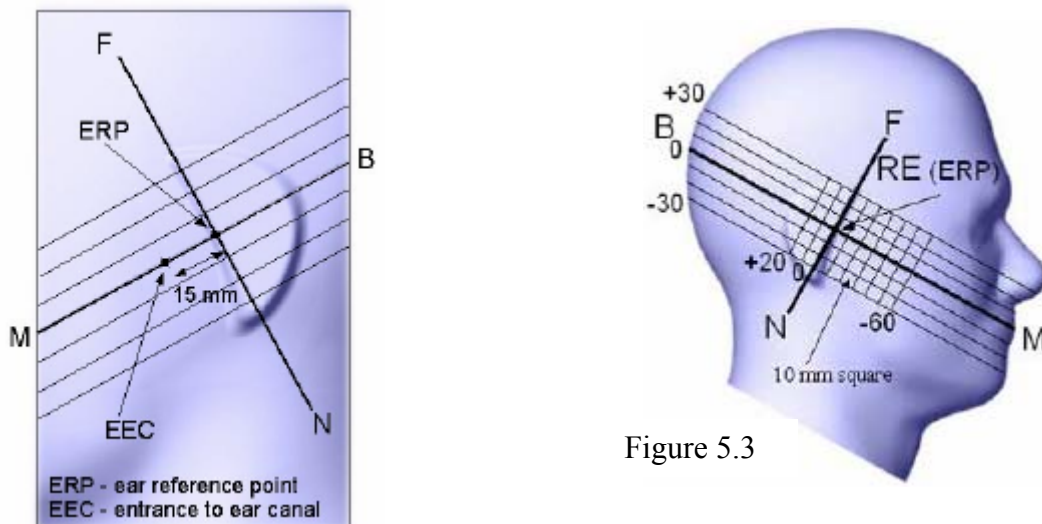 F
ERP
B
15 mm
M
EEC
N
ERP - ear reference point
EEC - entrance to ear canal
+30
B
0
-30
F
RE (ERP)
+20
0
N
-60
M
10 mm square
Figure 5.3